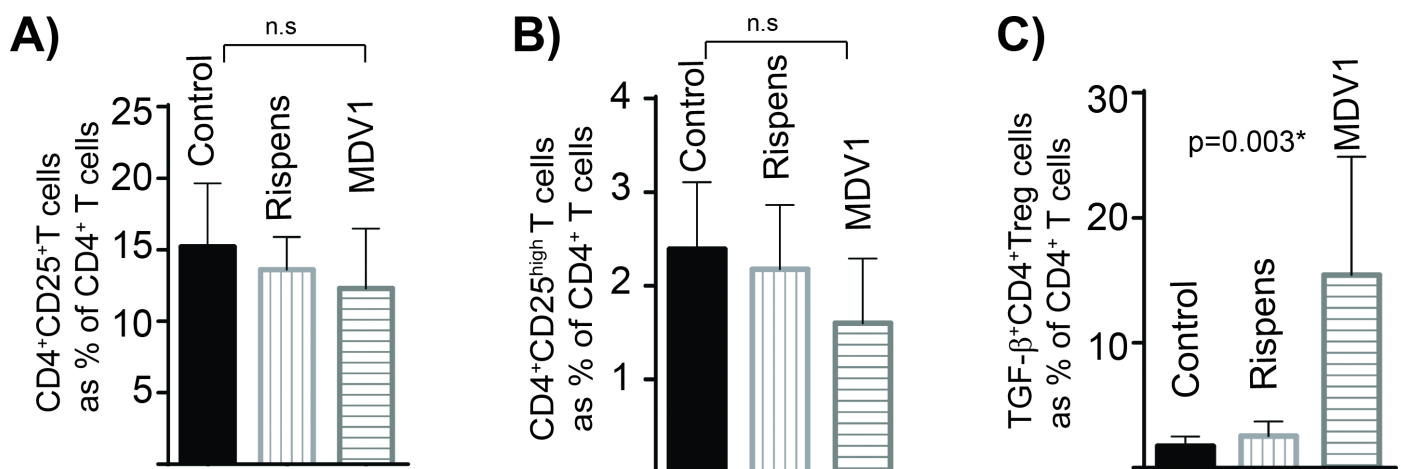 A)
n.s
CD4⁺CD25⁺T cells
as % of CD4⁺ T cells
25
20
15
10
5
Control
Rispens
MDV1
B)
n.s
CD4⁺CD25ʰⁱᵍʰ T cells
as % of CD4⁺ T cells
4
3
2
1
Control
Rispens
MDV1
C)
TGF-β⁺CD4⁺Treg cells
as % of CD4⁺ T cells
30
20
10
p=0.003*
Control
Rispens
MDV1